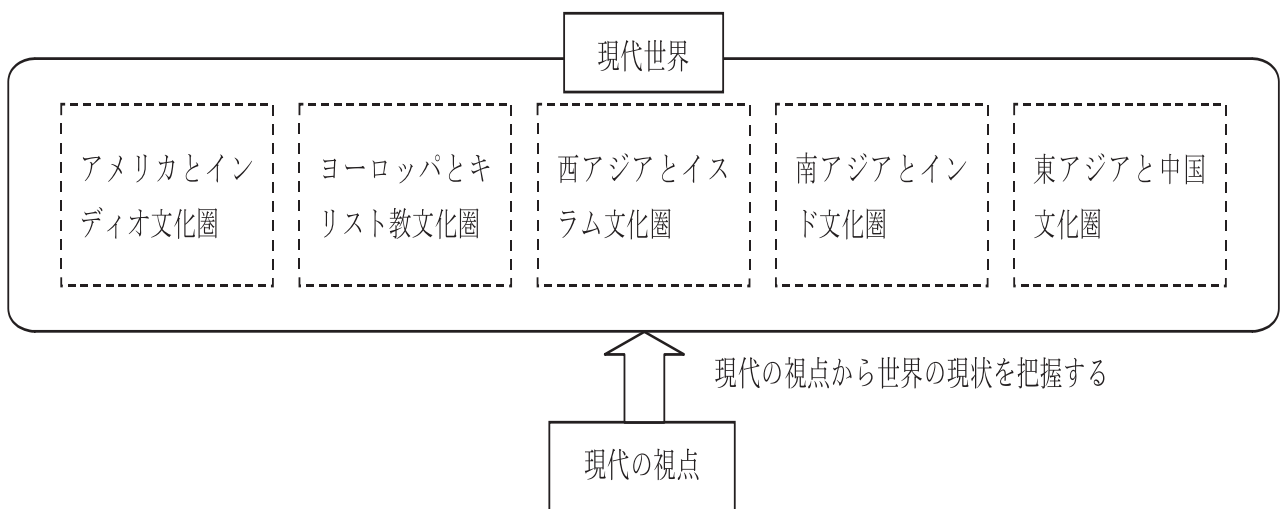 現代世界
アメリカとイン
ディオ文化圏
ヨーロッパとキ
リスト教文化圏
西アジアとイス
ラム文化圏
南アジアとイン
ド文化圏
東アジアと中国
文化圏
現代の視点から世界の現状を把握する
現代の視点